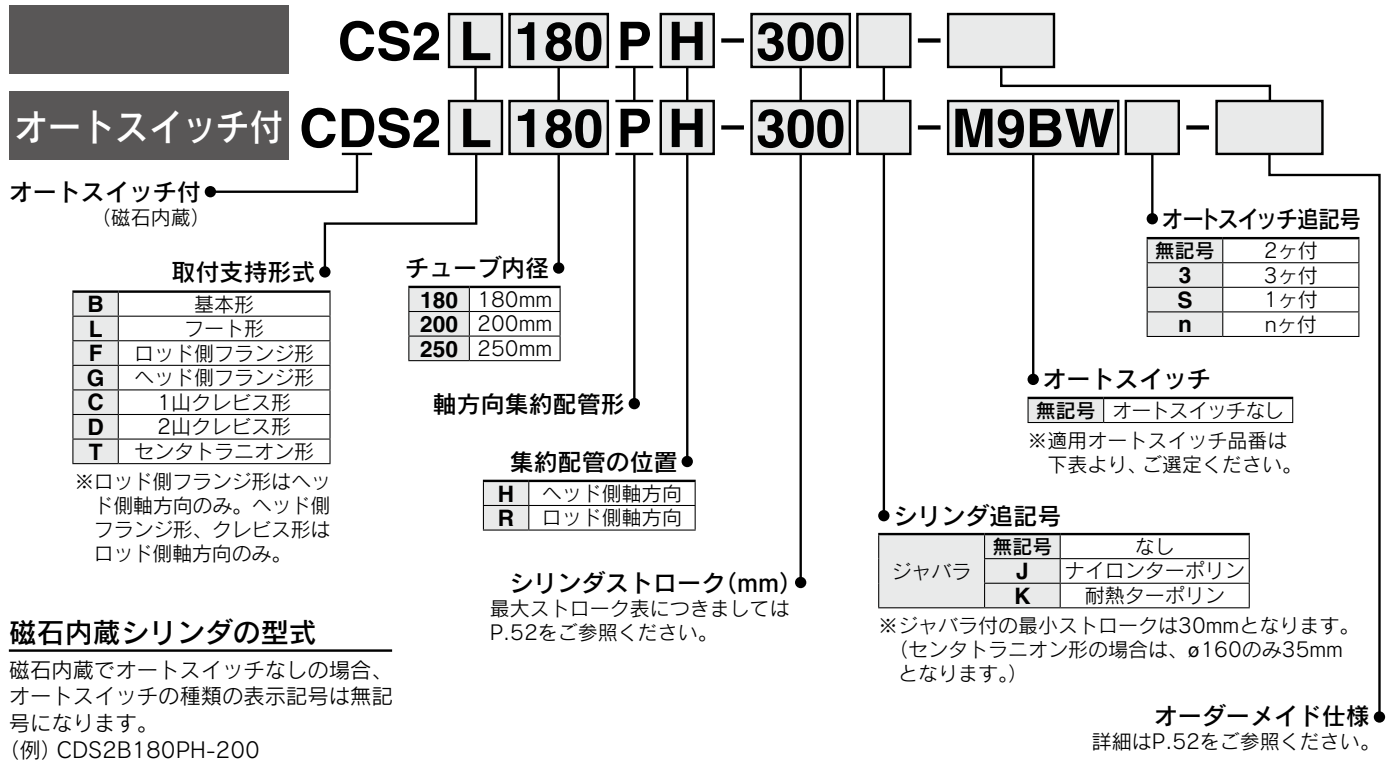 CS2 L 180 P H - 300 -
オートスイッチ付 CDS2 L 180 P H - 300 - M9BW -
オートスイッチ付
（磁石内蔵）
取付支持形式
B 基本形
L フート形
F ロッド側フランジ形
G ヘッド側フランジ形
C 1山クレビス形
D 2山クレビス形
T センタトラニオン形
※ロッド側フランジ形はヘッ
ド側軸方向のみ。ヘッド側
フランジ形、クレビス形は
ロッド側軸方向のみ。
チューブ内径
180 180mm
200 200mm
250 250mm
軸方向集約配管形
集約配管の位置
H ヘッド側軸方向
R ロッド側軸方向
シリンダストローク(mm)
最大ストローク表につきましては
P.52をご参照ください。
オートスイッチ追記号
無記号 2ヶ付
3 3ヶ付
S 1ヶ付
n nヶ付
オートスイッチ
無記号 オートスイッチなし
※適用オートスイッチ品番は
下表より、ご選定ください。
シリンダ追記号
ジャバラ 無記号 なし
J ナイロンターポリン
K 耐熱ターポリン
※ジャバラ付の最小ストロークは30mmとなります。
（センタトラニオン形の場合は、ø160のみ35mm
となります。）
オーダーメイド仕様
詳細はP.52をご参照ください。
磁石内蔵シリンダの型式
磁石内蔵でオートスイッチなしの場合、
オートスイッチの種類の表示記号は無記
号になります。
（例）CDS2B180PH-200